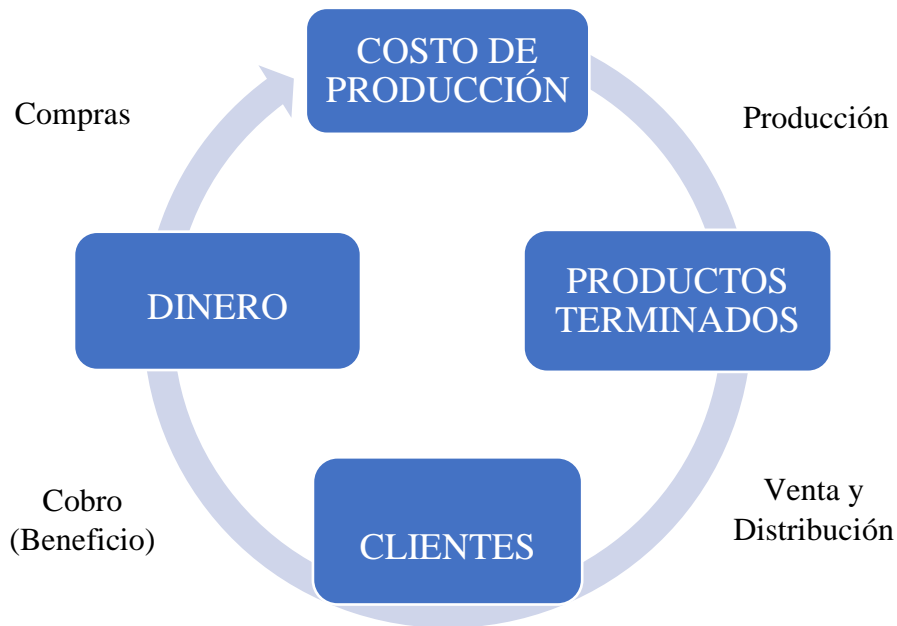 COSTO DE
PRODUCCIÓN
Compras
Producción
DINERO
PRODUCTOS
TERMINADOS
Cobro
(Beneficio)
CLIENTES
Venta y
Distribución